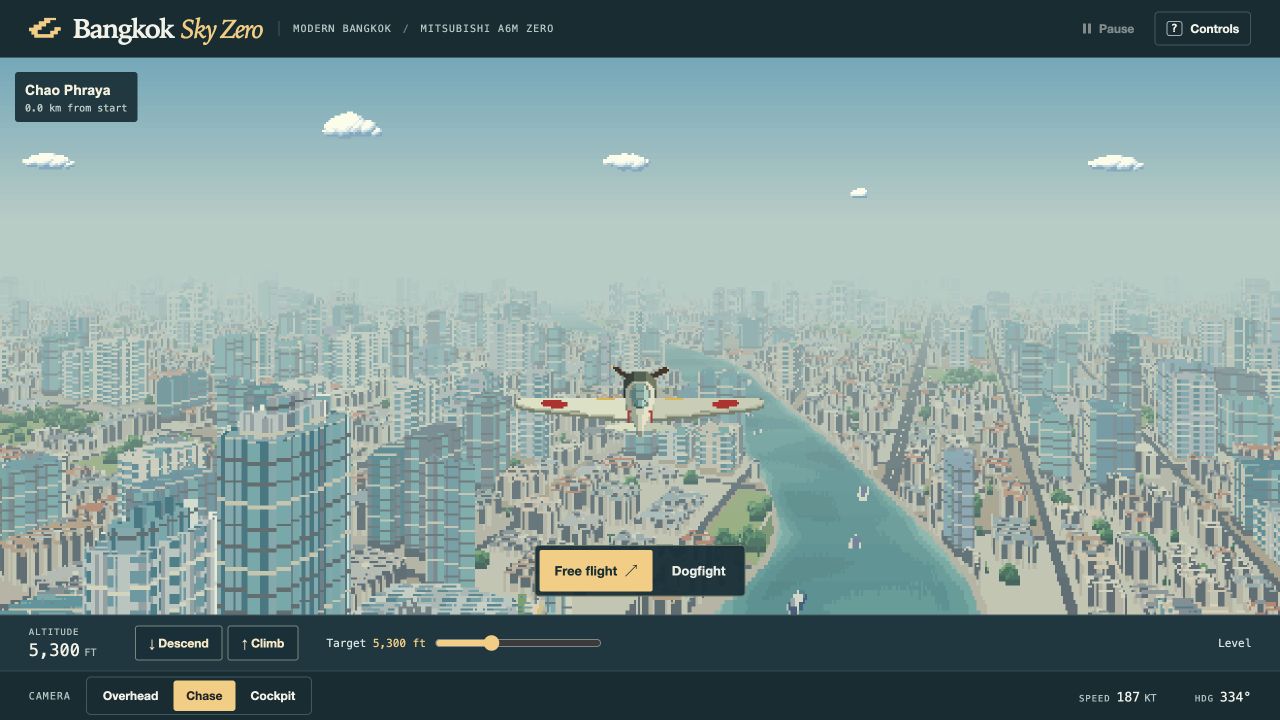 Bangkok Sky Zero
MODERN BANGKOK / MITSUBISHI A6M ZERO
Pause
? Controls
Chao Phraya
0.0 km from start
Free flight ↗
Dogfight
ALTITUDE
5,300 FT
↓ Descend
↑ Climb
Target 5,300 ft
Level
CAMERA
Overhead
Chase
Cockpit
SPEED 187 KT
HDG 334°